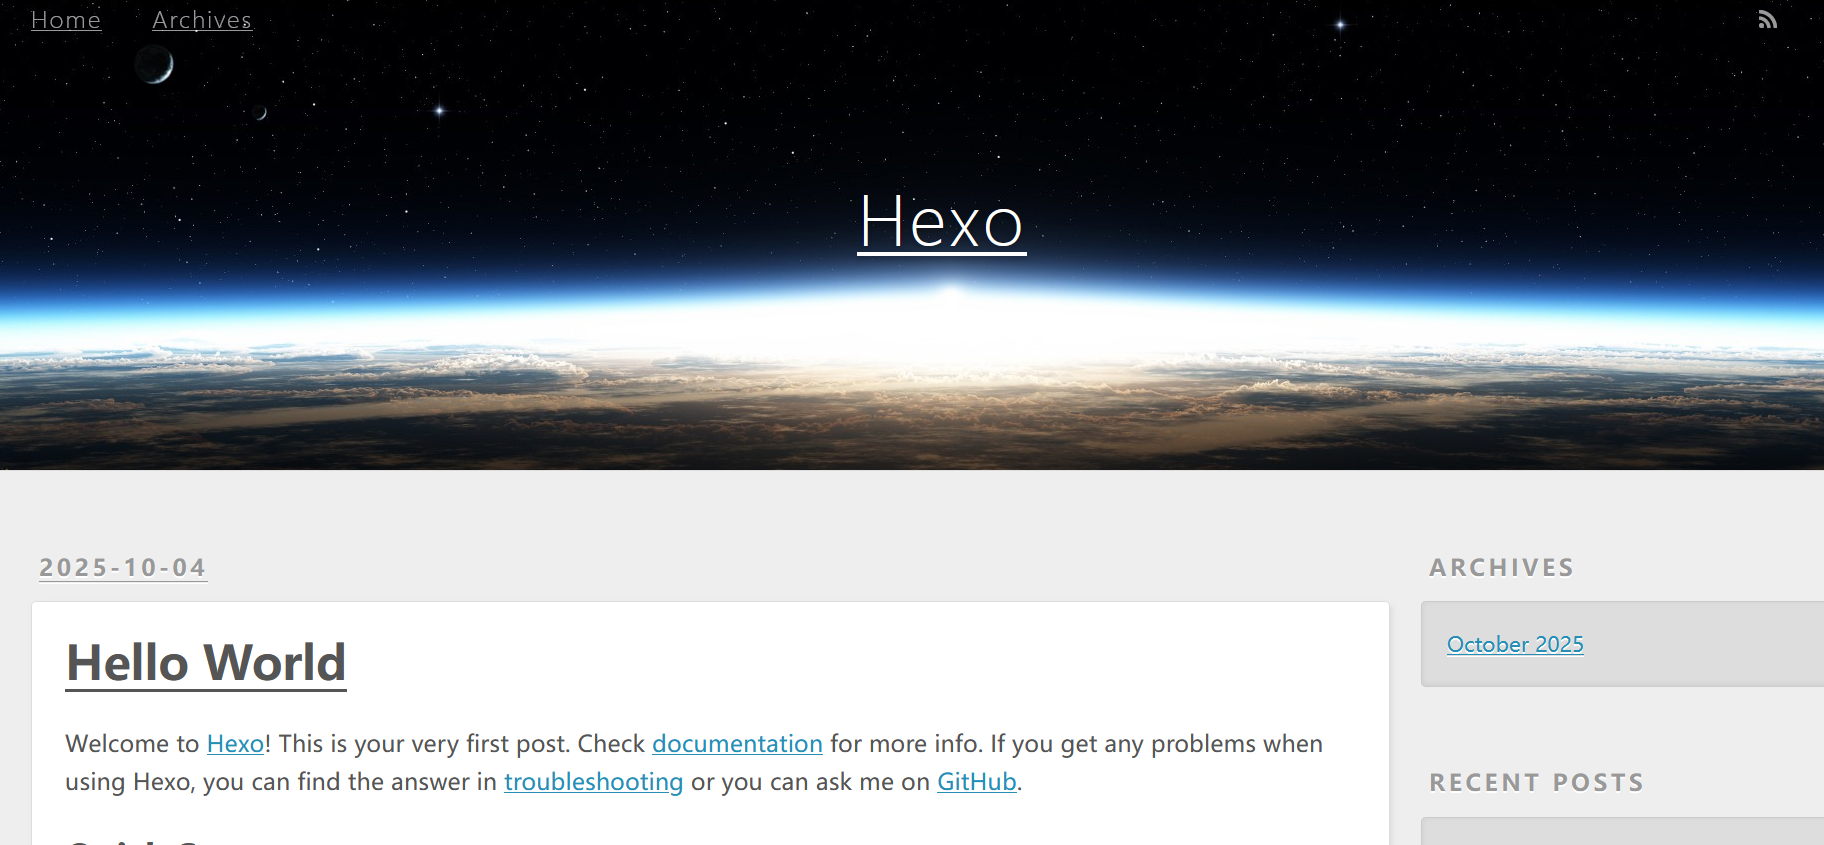 Home Archives
Hexo
2025-10-04
Hello World
Welcome to Hexo! This is your very first post. Check documentation for more info. If you get any problems when
using Hexo, you can find the answer in troubleshooting or you can ask me on GitHub.
ARCHIVES
October 2025
RECENT POSTS